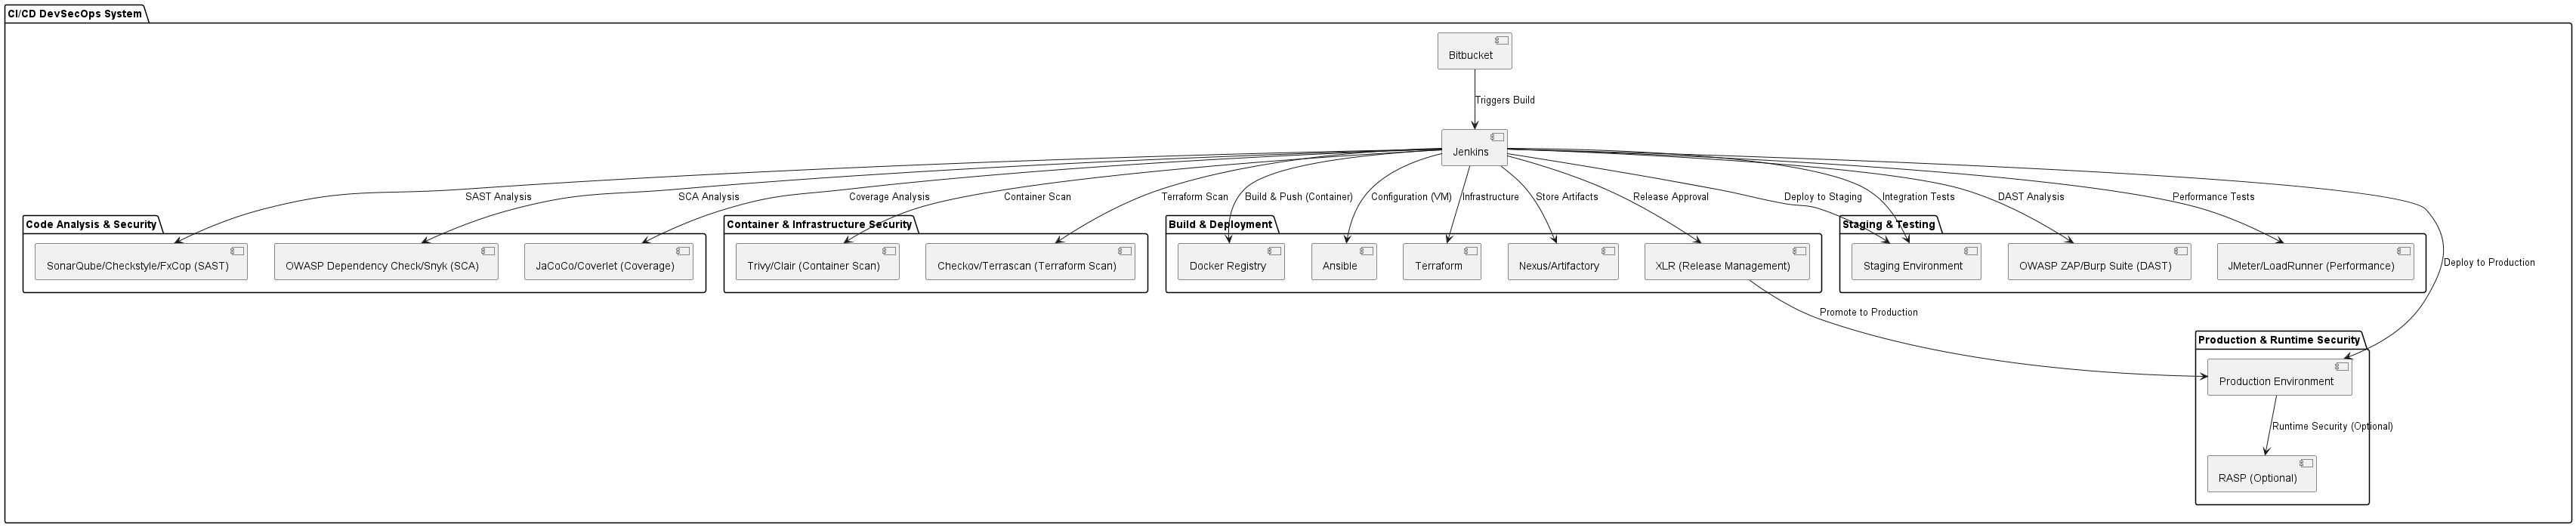 CI/CD DevSecOps System
Bitbucket
Triggers Build
Jenkins
SAST Analysis
SCA Analysis
Coverage Analysis
Container Scan
Terraform Scan
Build & Push (Container)
Configuration (VM)
Infrastructure
Store Artifacts
Release Approval
Deploy to Staging
Integration Tests
DAST Analysis
Performance Tests
Code Analysis & Security
Container & Infrastructure Security
Build & Deployment
Staging & Testing
SonarQube/Checkstyle/FxCop (SAST)
OWASP Dependency Check/Snyk (SCA)
JaCoCo/Coverlet (Coverage)
Trivy/Clair (Container Scan)
Checkov/Terrascan (Terraform Scan)
Docker Registry
Ansible
Terraform
Nexus/Artifactory
XLR (Release Management)
Staging Environment
OWASP ZAP/Burp Suite (DAST)
JMeter/LoadRunner (Performance)
Deploy to Production
Promote to Production
Production & Runtime Security
Production Environment
Runtime Security (Optional)
RASP (Optional)